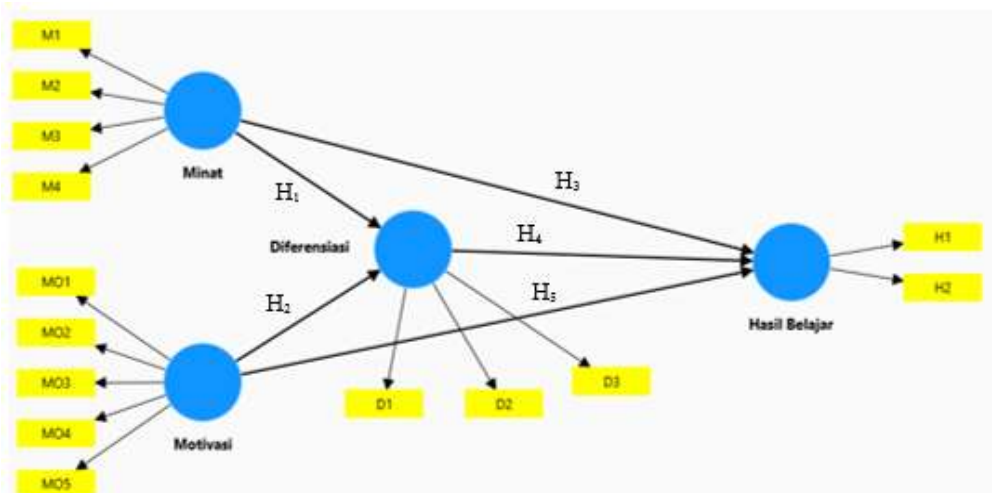 M1
M2
M3
M4
Minat
H₁
H₃
Diferensiasi
H₄
H₂
H₅
H1
H2
Hasil Belajar
MO1
MO2
MO3
MO4
MO5
Motivasi
D1
D2
D3